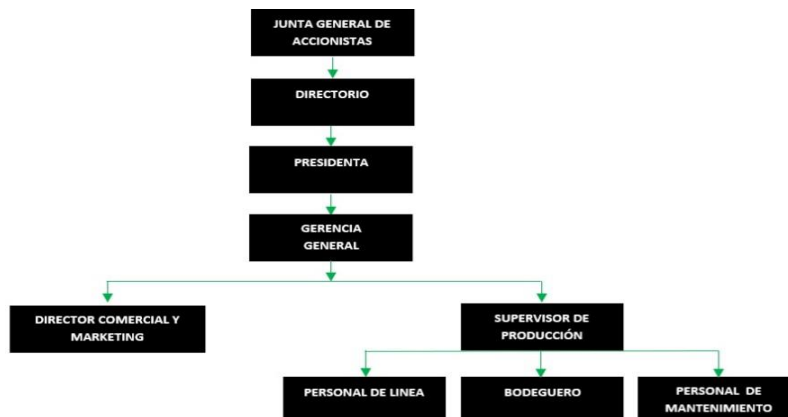 JUNTA GENERAL DE
ACCIONISTAS
DIRECTORIO
PRESIDENTA
GERENCIA
GENERAL
DIRECTOR COMERCIAL Y
MARKETING
SUPERVISOR DE
PRODUCCIÓN
PERSONAL DE LINEA
BODEGUERO
PERSONAL DE
MANTENIMIENTO